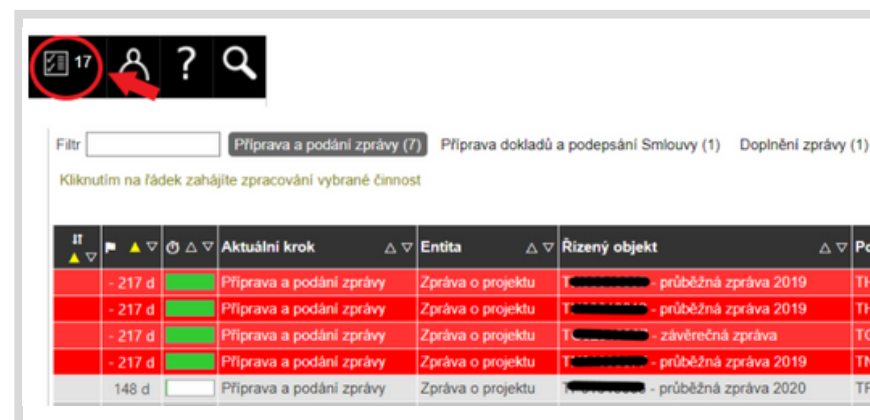 17 ?
Filtr Příprava a podání zprávy (7) Příprava dokladů a podepsání Smlouvy (1) Doplnění zprávy (1)
Kliknutím na řádek zahájíte zpracování vybrané činnost
Aktuální krok Entita Řízený objekt
- 217 d Příprava a podání zprávy Zpráva o projektu - průběžná zpráva 2019 TH
- 217 d Příprava a podání zprávy Zpráva o projektu - průběžná zpráva 2019 TH
- 217 d Příprava a podání zprávy Zpráva o projektu - závěrečná zpráva
- 217 d Příprava a podání zprávy Zpráva o projektu - průběžná zpráva 2019
148 d Příprava a podání zprávy Zpráva o projektu - průběžná zpráva 2020